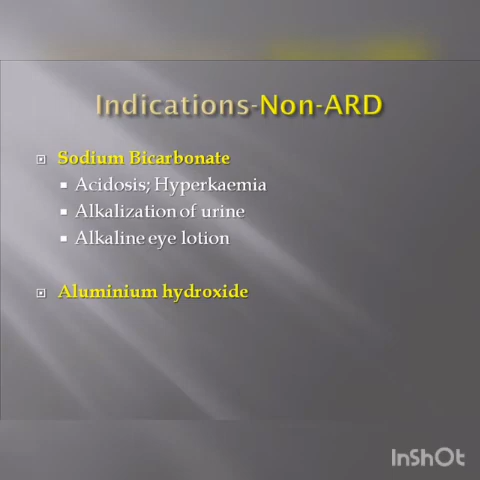 Indications-Non-ARD
Sodium Bicarbonate
Acidosis; Hyperkaemia
Alkalization of urine
Alkaline eye lotion
Aluminium hydroxide
InShOt